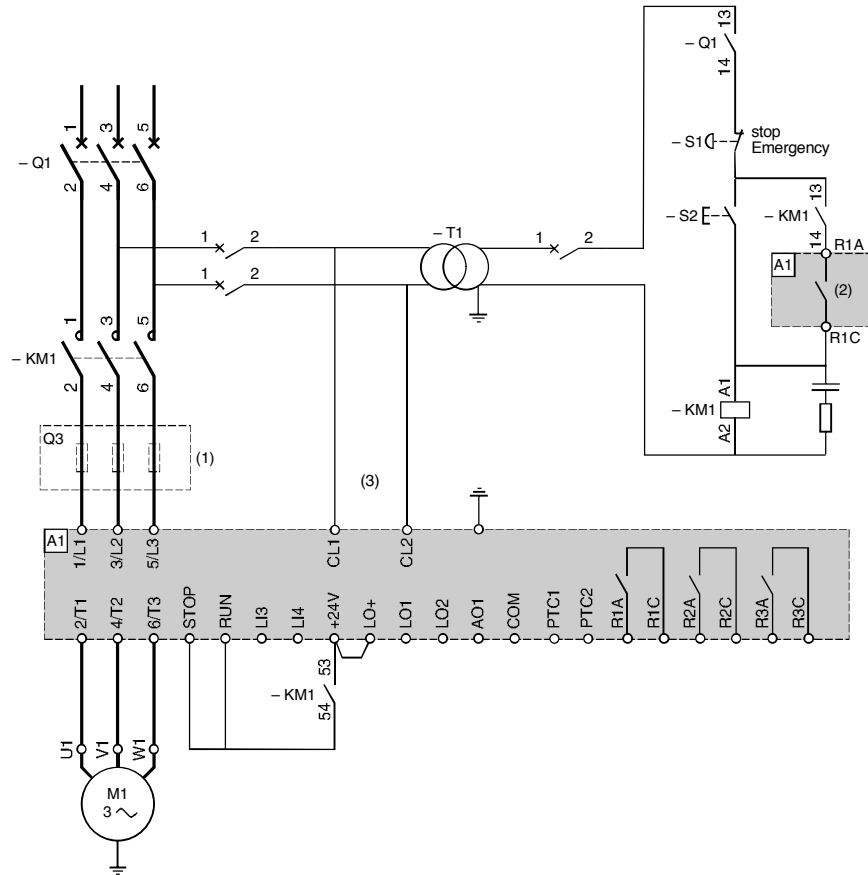 13
– Q1
14
1
3
5
– Q1
2
4
6
– S1
stop
Emergency
13
– S2
– KM1
14
R1A
1
2
– T1
1
2
A1
(2)
1
2
R1C
1
3
5
– KM1
2
4
6
A1
– KM1
A2
Q3
(1)
(3)
A1
1/L1
3/L2
5/L3
CL1
CL2
2/T1
4/T2
6/T3
STOP
RUN
LI3
LI4
+24V
LO+
LO1
LO2
AO1
COM
PTC1
PTC2
R1A
R1C
R2A
R2C
R3A
R3C
53
– KM1
54
U1
V1
W1
M1
3